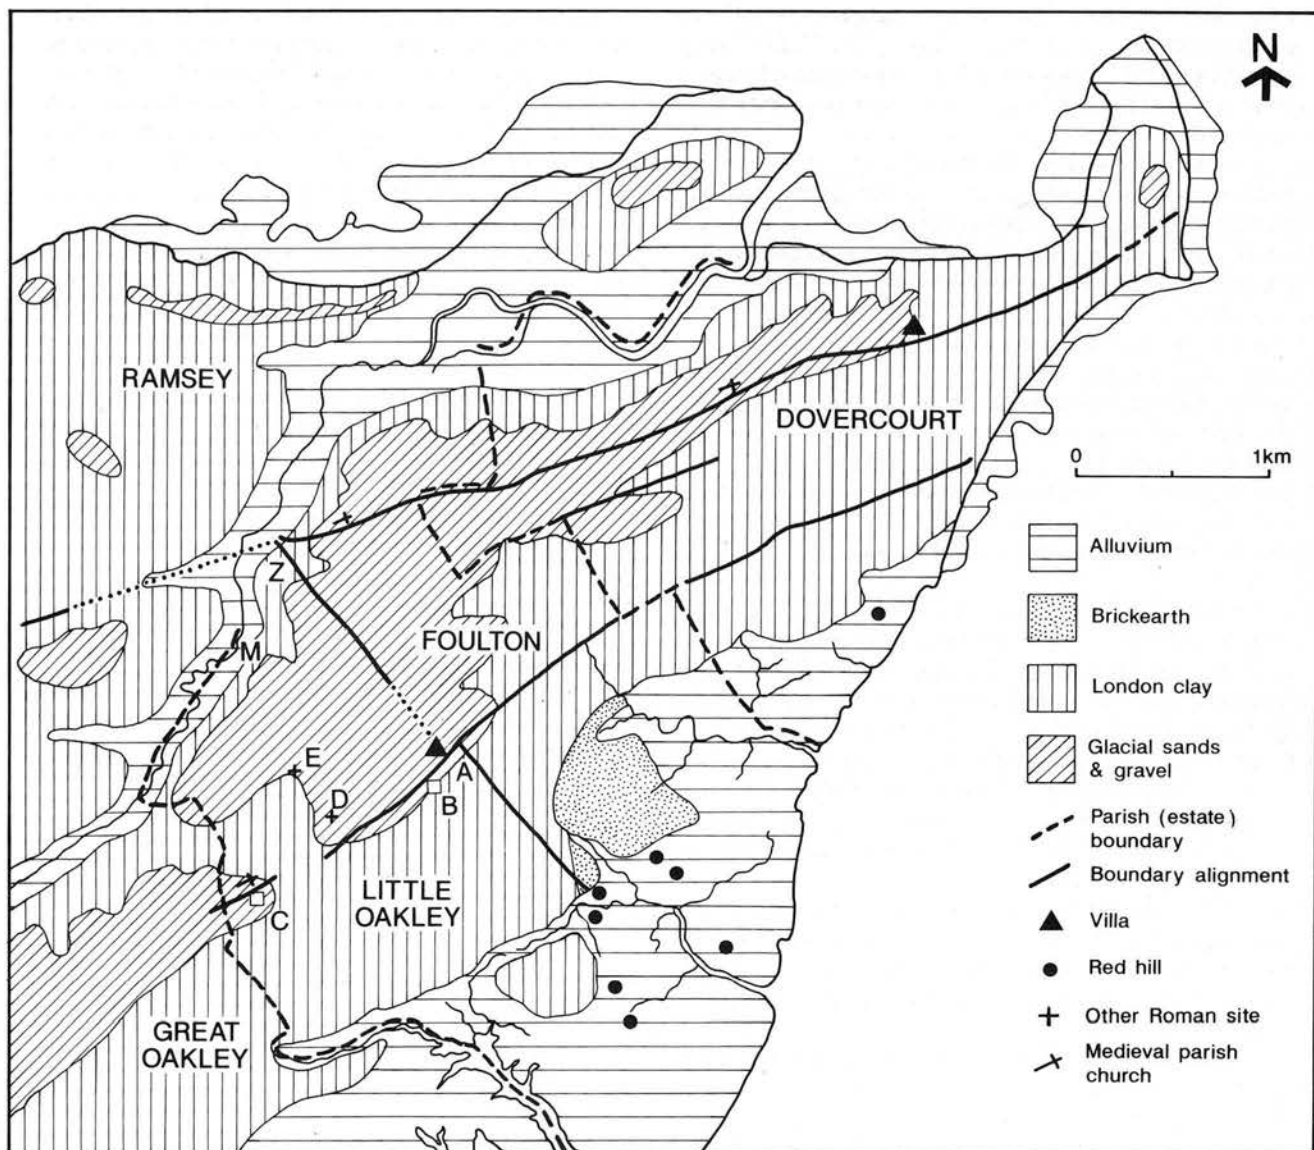 N
RAMSEY
DOVERCOURT
0 1km
Z
FOULTON
M
E
A
D
B
LITTLE
OAKLEY
C
GREAT
OAKLEY
Alluvium
Brickearth
London clay
Glacial sands
& gravel
Parish (estate)
boundary
Boundary alignment
Villa
Red hill
Other Roman site
Medieval parish
church